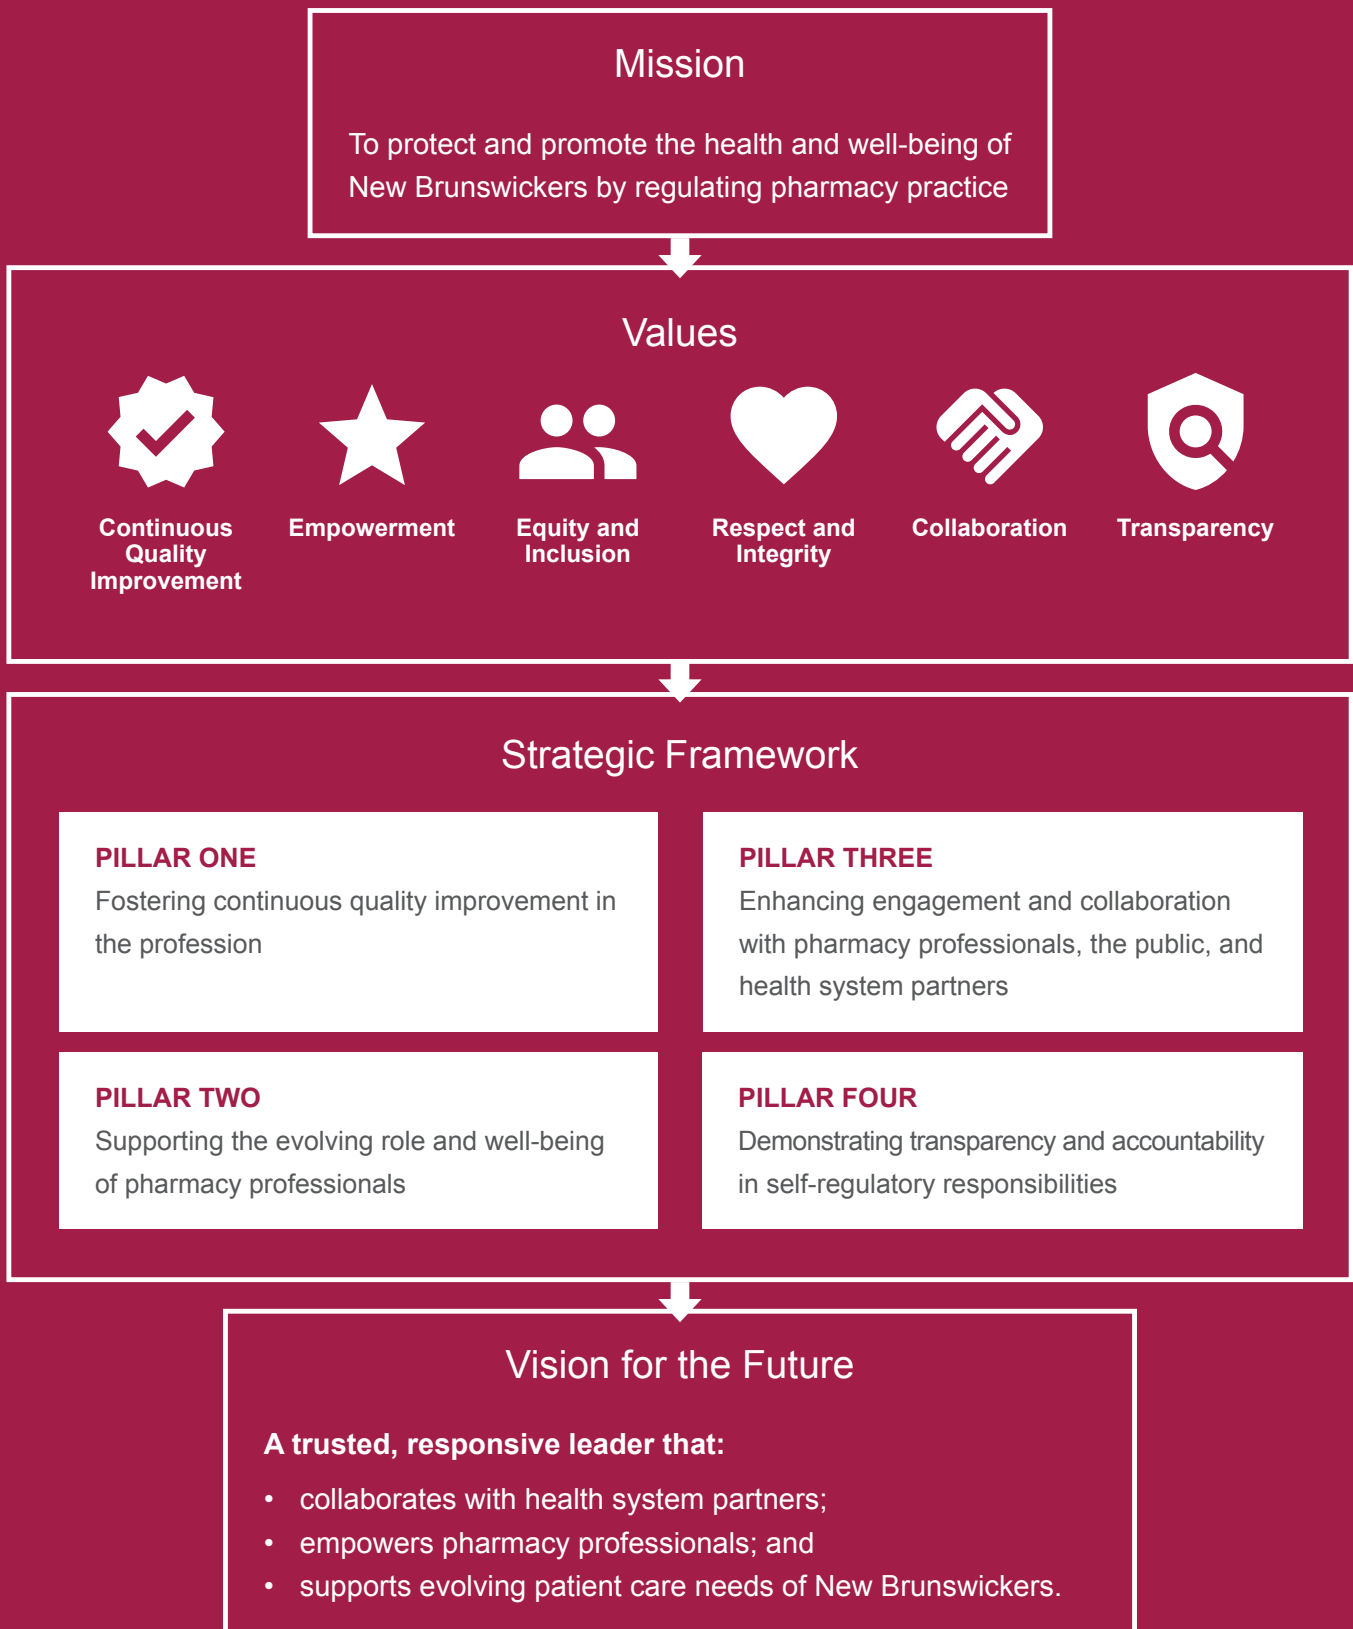 Mission
To protect and promote the health and well-being of
New Brunswickers by regulating pharmacy practice
Values
Continuous
Quality
Improvement
Empowerment
Equity and
Inclusion
Respect and
Integrity
Collaboration
Transparency
Strategic Framework
PILLAR ONE
Fostering continuous quality improvement in
the profession
PILLAR TWO
Supporting the evolving role and well-being
of pharmacy professionals
PILLAR THREE
Enhancing engagement and collaboration
with pharmacy professionals, the public, and
health system partners
PILLAR FOUR
Demonstrating transparency and accountability
in self-regulatory responsibilities
Vision for the Future
A trusted, responsive leader that:
• collaborates with health system partners;
• empowers pharmacy professionals; and
• supports evolving patient care needs of New Brunswickers.